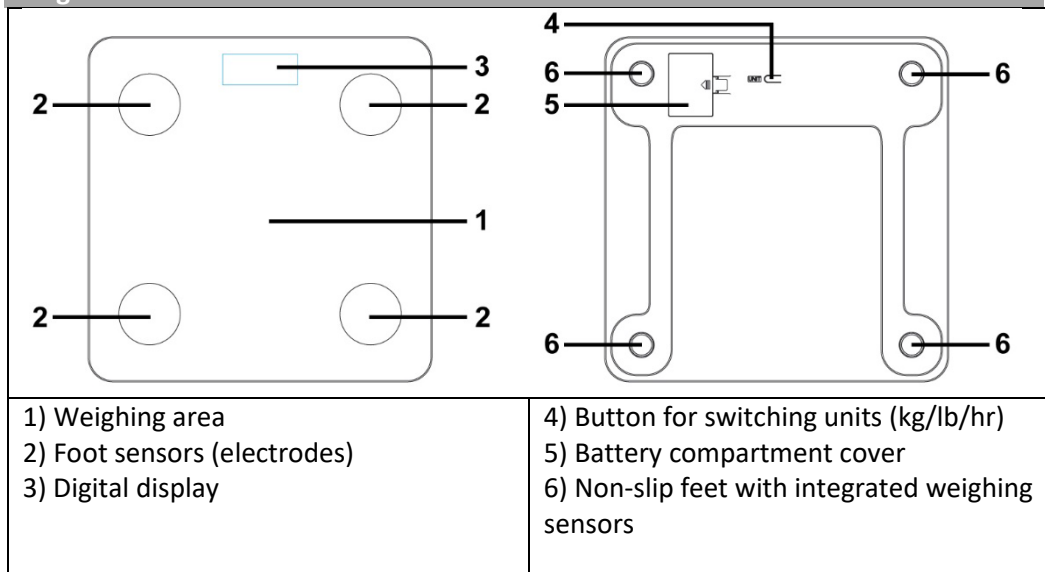 3
2 2
1
2 2
4
6 UNIT 6
5
6 6
1) Weighing area
2) Foot sensors (electrodes)
3) Digital display
4) Button for switching units (kg/lb/hr)
5) Battery compartment cover
6) Non-slip feet with integrated weighing
sensors